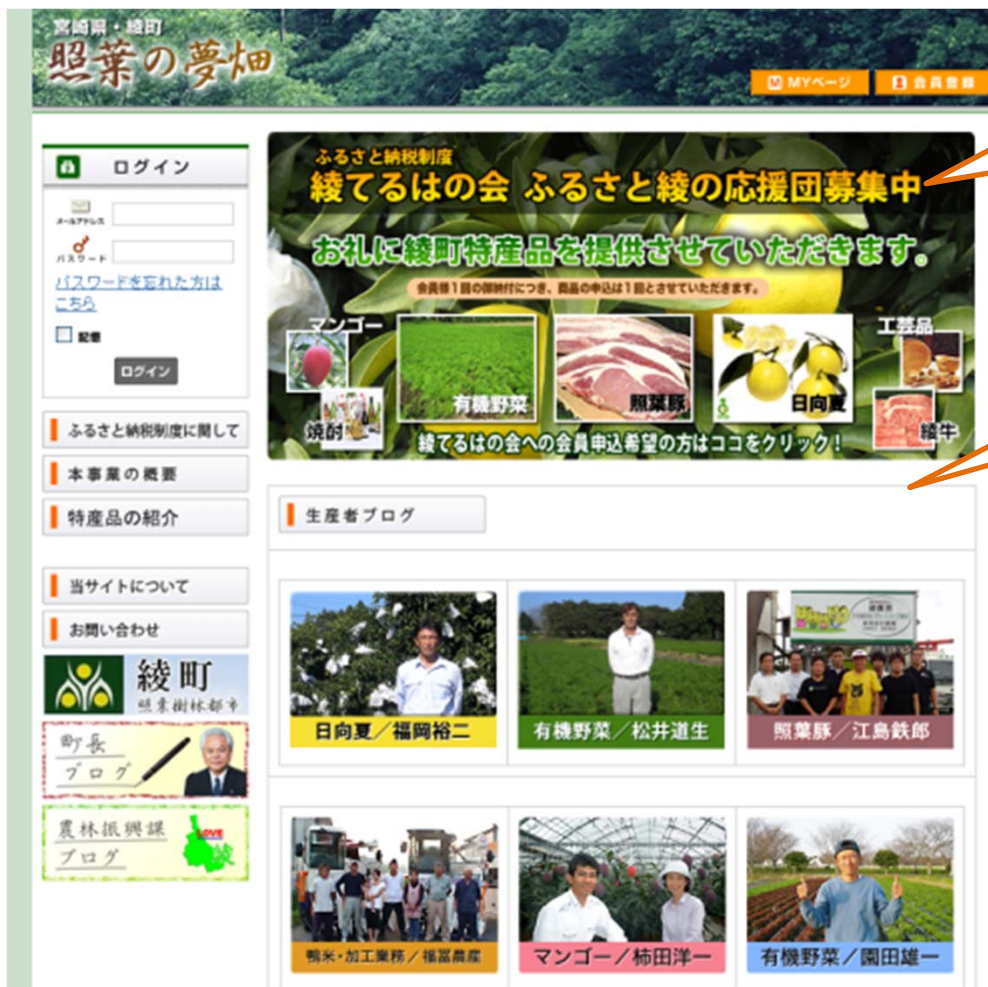 宮崎県・綾町
照葉の夢畑
MYページ
会員登録
ログイン
メールアドレス
パスワード
パスワードを忘れた方は
こちら
記憶
ログイン
ふるさと納税制度に関して
本事業の概要
特産品の紹介
当サイトについて
お問い合わせ
綾町
照葉樹林都市
町長
ブログ
農林振興課
ブログ
LOVE
綾
ふるさと納税制度
綾てるはの会 ふるさと綾の応援団募集中
お礼に綾町特産品を提供させていただきます。
会員様1回の御納付につき、商品の申込は1回とさせていただきます。
マンゴー
焼酎
有機野菜
照葉豚
日向夏
工芸品
綾牛
綾てるはの会への会員申込希望の方はココをクリック！
生産者ブログ
日向夏／福岡裕二
有機野菜／松井道生
照葉豚／江島鉄郎
鴨米・加工業務／福冨農産
マンゴー／柿田洋一
有機野菜／園田雄一